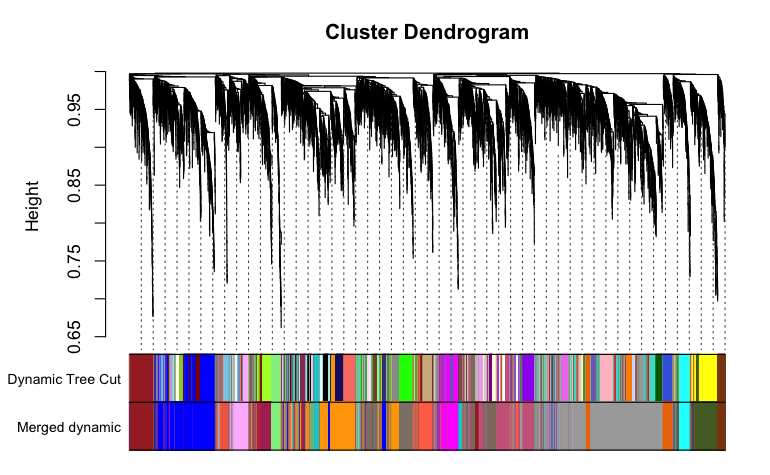 Cluster Dendrogram
Height
0.95
0.85
0.75
0.65
Dynamic Tree Cut
Merged dynamic